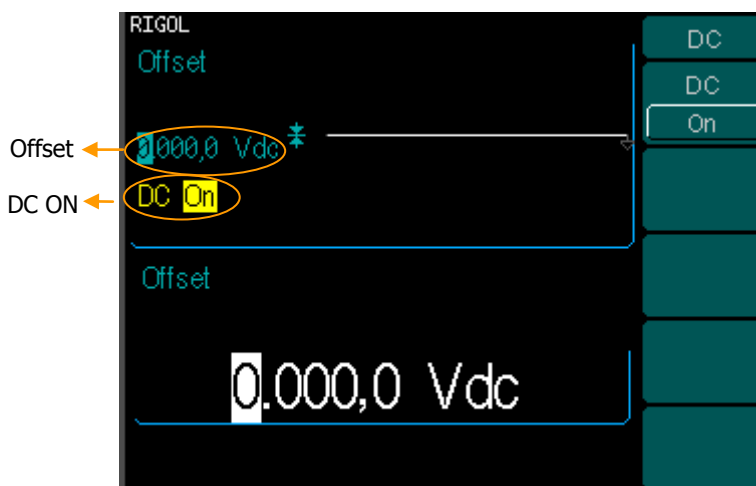 RIGOL
Offset
DC
DC
On
Offset
0.000,0 Vdc
DC ON
DC On
Offset
0.000,0 Vdc